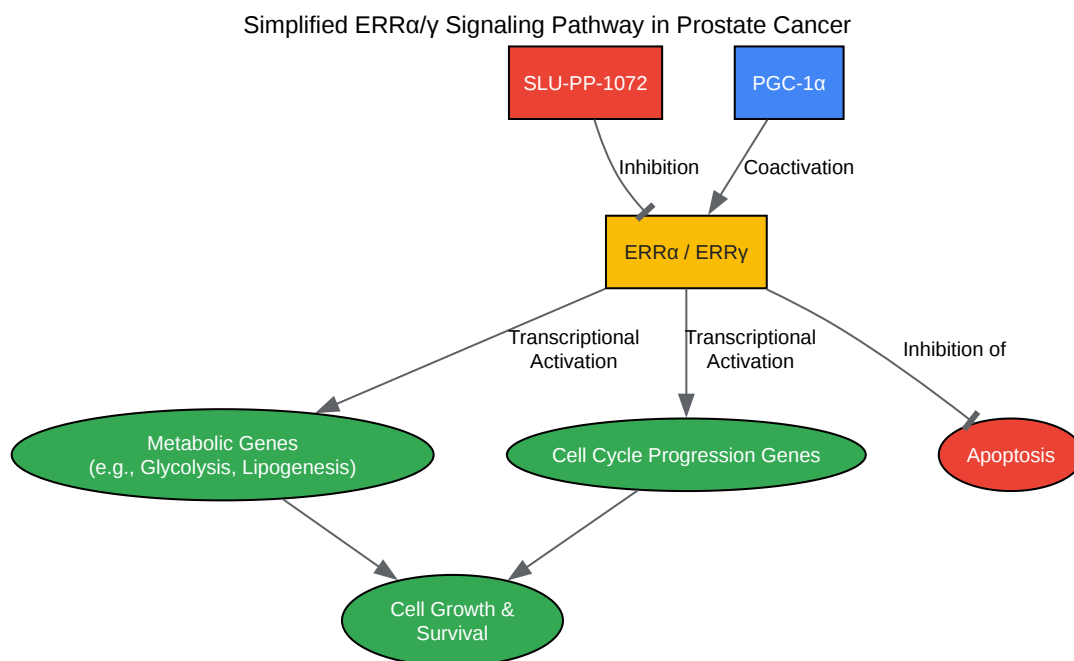 Simplified ERRα/γ Signaling Pathway in Prostate Cancer
SLU-PP-1072
PGC-1α
Inhibition
Coactivation
ERRα / ERRγ
Transcriptional
Activation
Transcriptional
Activation
Inhibition of
Metabolic Genes
(e.g., Glycolysis, Lipogenesis)
Cell Cycle Progression Genes
Apoptosis
Cell Growth &
Survival